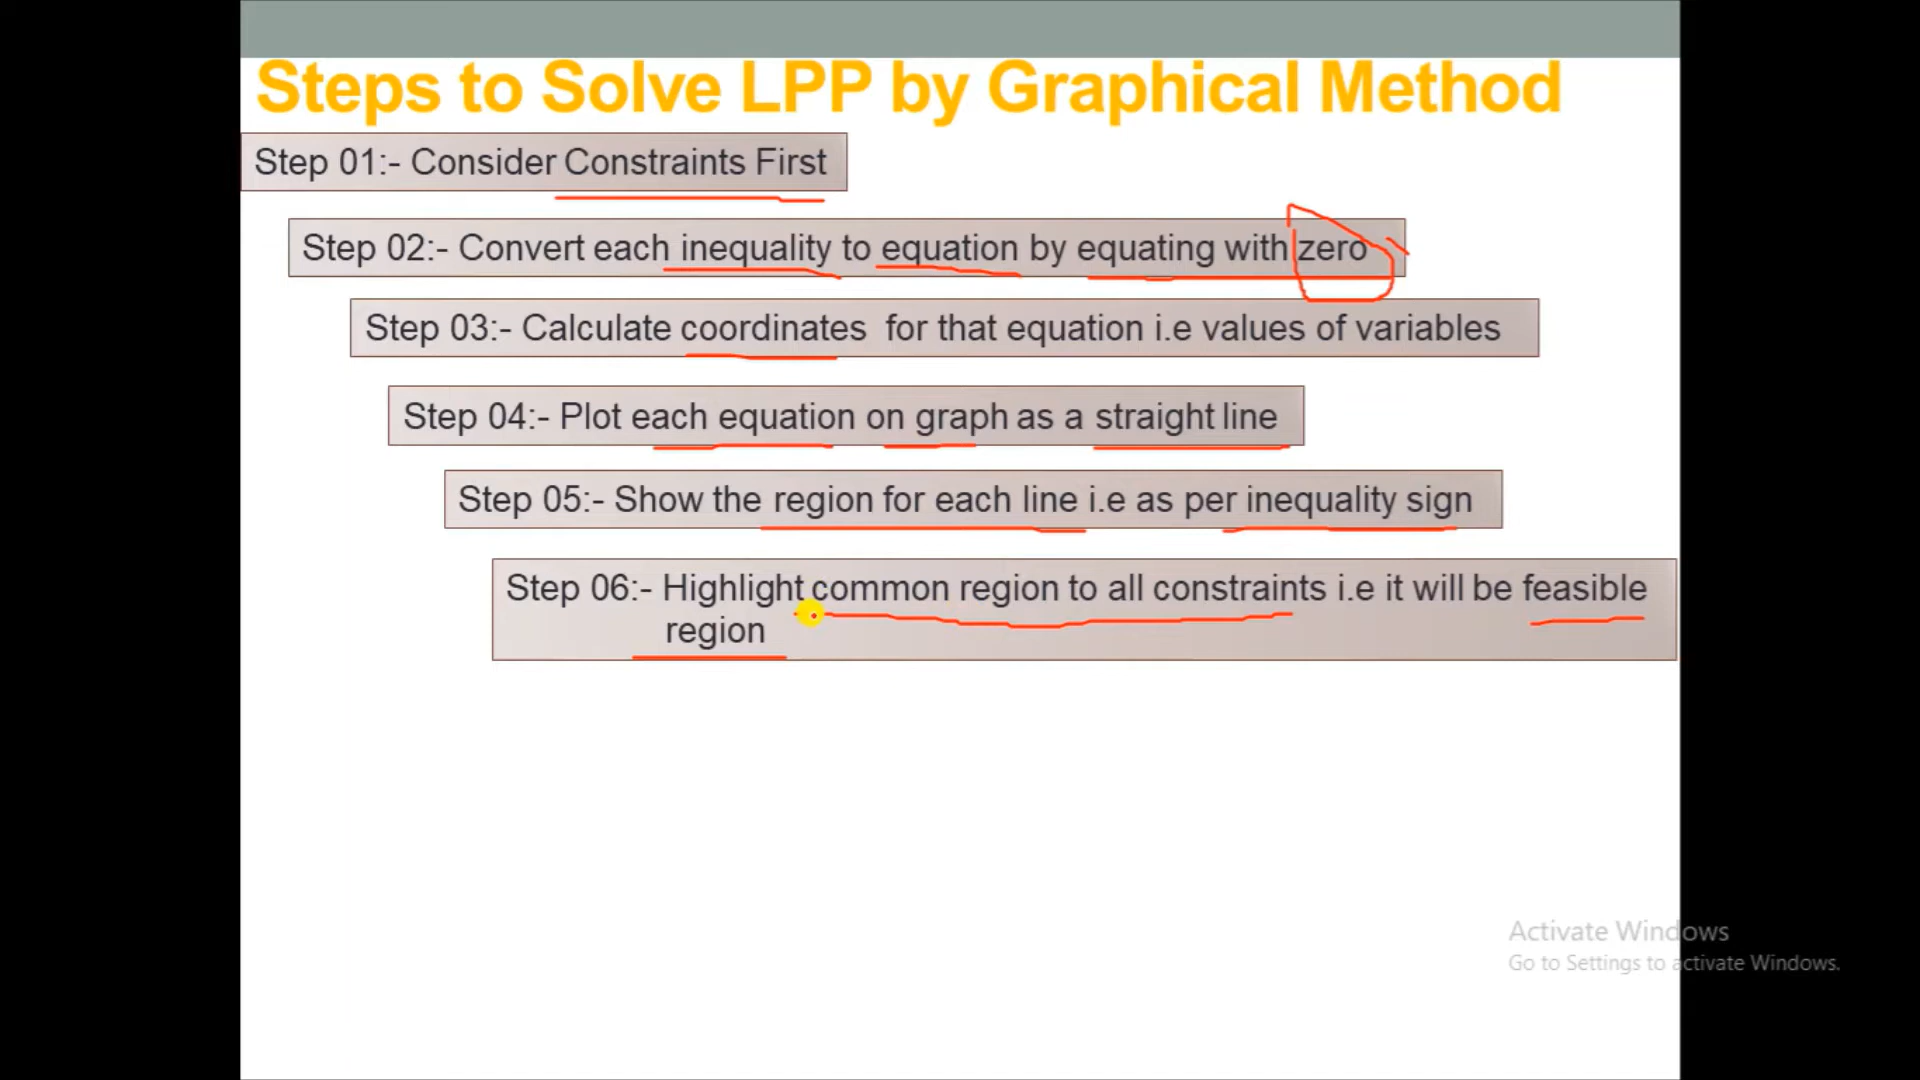 Steps to Solve LPP by Graphical Method
Step 01:- Consider Constraints First
Step 02:- Convert each inequality to equation by equating with zero
Step 03:- Calculate coordinates for that equation i.e values of variables
Step 04:- Plot each equation on graph as a straight line
Step 05:- Show the region for each line i.e as per inequality sign
Step 06:- Highlight common region to all constraints i.e it will be feasible
region
Activate Windows
Go to Settings to activate Windows.